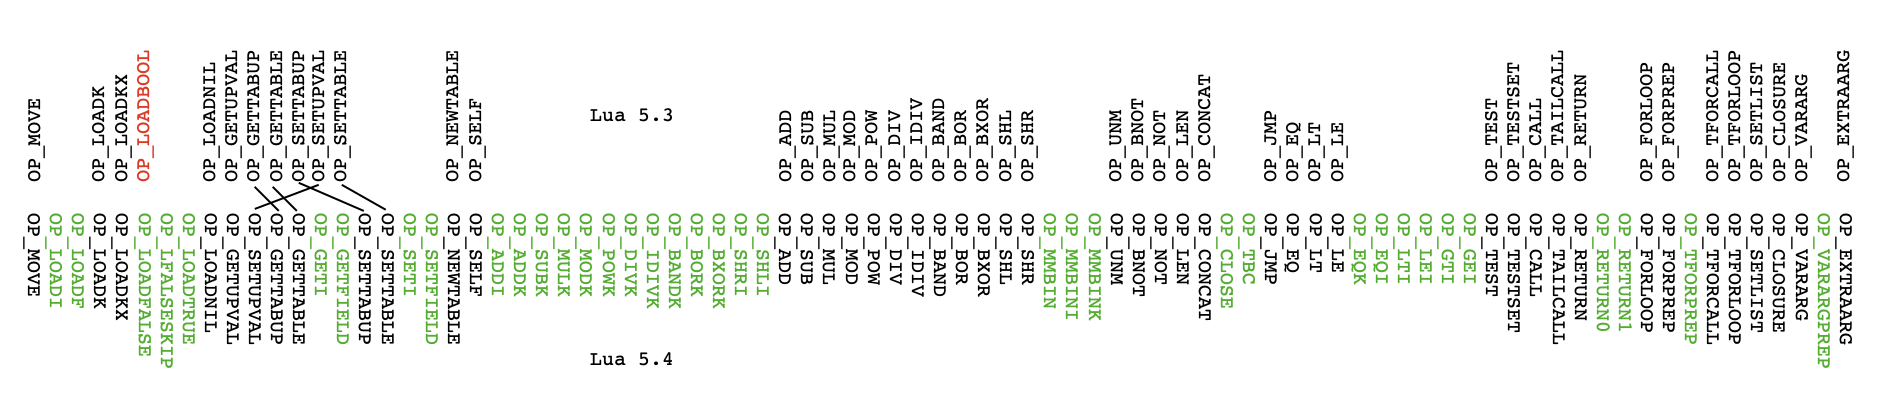 OP_MOVE
OP_LOADK
OP_LOADKX
OP_LOADBOOL
OP_LOADNIL
OP_GETUPVAL
OP_GETTABUP
OP_GETTABLE
OP_SETTABUP
OP_SETUPVAL
OP_SETTABLE
OP_NEWTABLE
OP_SELF
Lua 5.3
OP_ADD
OP_SUB
OP_MUL
OP_MOD
OP_POW
OP_DIV
OP_IDIV
OP_BAND
OP_BOR
OP_BXOR
OP_SHL
OP_SHR
OP_UNM
OP_BNOT
OP_NOT
OP_LEN
OP_CONCAT
OP_JMP
OP_EQ
OP_LT
OP_LE
OP_TEST
OP_TESTSET
OP_CALL
OP_TAILCALL
OP_RETURN
OP_FORLOOP
OP_FORPREP
OP_TFORCALL
OP_TFORLOOP
OP_SETLIST
OP_CLOSURE
OP_VARARG
OP_EXTRAARG
OP_MOVE
OP_LOADI
OP_LOADF
OP_LOADK
OP_LOADKX
OP_LOADFALSE
OP_LFALSESKIP
OP_LOADTRUE
OP_LOADNIL
OP_GETUPVAL
OP_SETUPVAL
OP_GETTABUP
OP_GETTABLE
OP_GETI
OP_GETFIELD
OP_SETTABUP
OP_SETTABLE
OP_SETI
OP_SETFIELD
OP_NEWTABLE
OP_SELF
OP_ADDI
OP_ADDK
OP_SUBK
OP_MULK
OP_MODK
OP_POWK
OP_DIVK
OP_IDIVK
OP_BANDK
OP_BORK
OP_BXORK
OP_SHRI
OP_SHLI
OP_ADD
OP_SUB
OP_MUL
OP_MOD
OP_POW
OP_DIV
OP_IDIV
OP_BAND
OP_BOR
OP_BXOR
OP_SHL
OP_SHR
OP_MMBIN
OP_MMBINI
OP_MMBINK
OP_UNM
OP_BNOT
OP_NOT
OP_LEN
OP_CONCAT
OP_CLOSE
OP_TBC
OP_JMP
OP_EQ
OP_LT
OP_LE
OP_EQK
OP_EQI
OP_LTI
OP_LEI
OP_GTI
OP_GEI
OP_TEST
OP_TESTSET
OP_CALL
OP_TAILCALL
OP_RETURN
OP_RETURN0
OP_RETURN1
OP_FORLOOP
OP_FORPREP
OP_TFORPREP
OP_TFORCALL
OP_TFORLOOP
OP_SETLIST
OP_CLOSURE
OP_VARARG
OP_VARARGPREP
OP_EXTRAARG
Lua 5.4